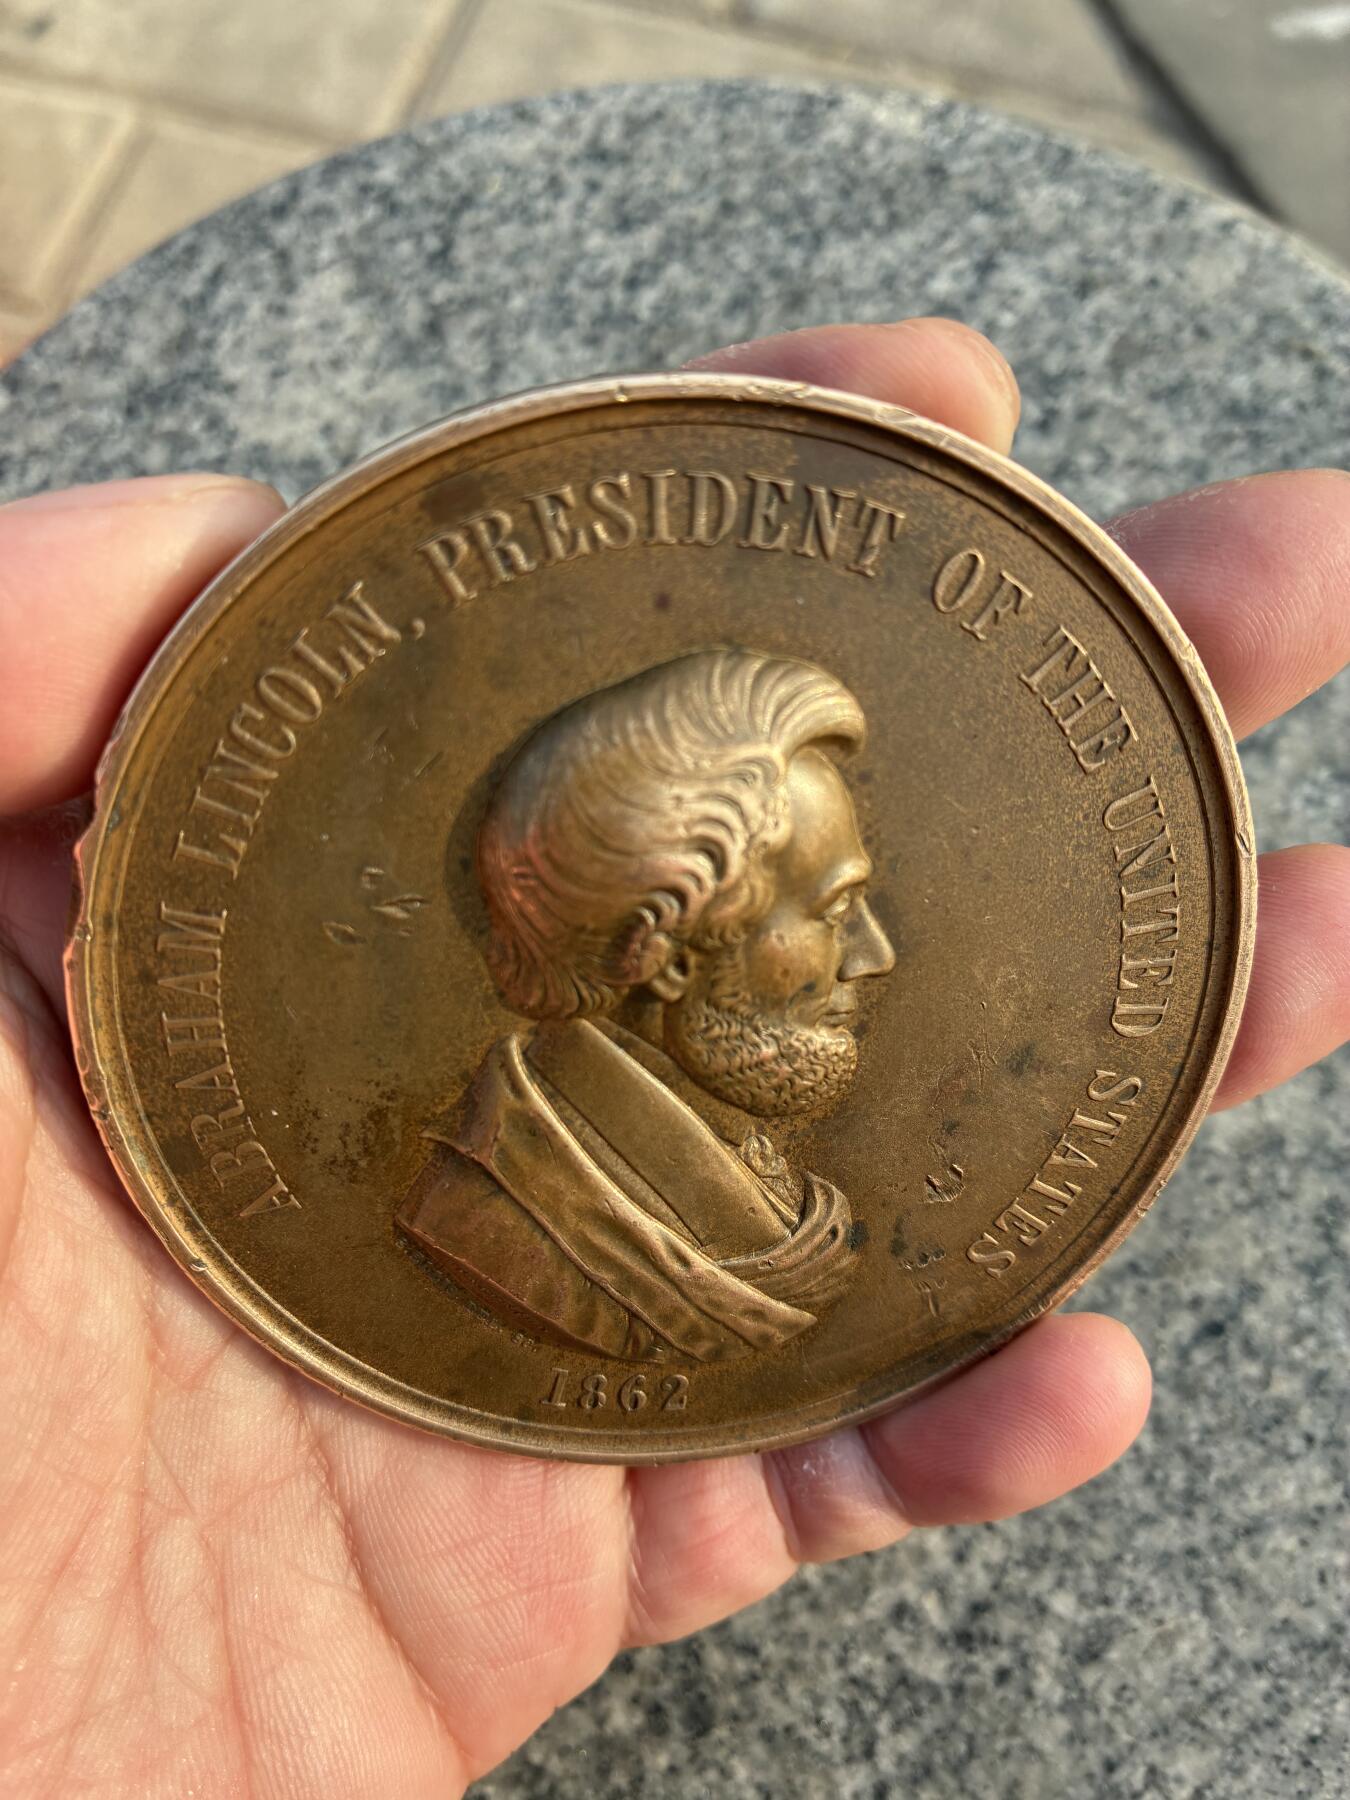 ABRAHAM LINCOLN, PRESIDENT OF THE UNITED STATES
1862